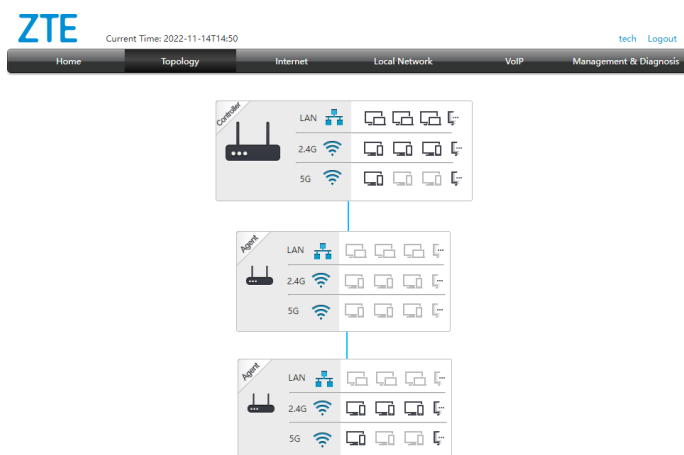 ZTE
Current Time: 2022-11-14T14:50
tech Logout
Home Topology Internet Local Network VoIP Management & Diagnosis
Controller
LAN
2.4G
5G
Agent
LAN
2.4G
5G
Agent
LAN
2.4G
5G